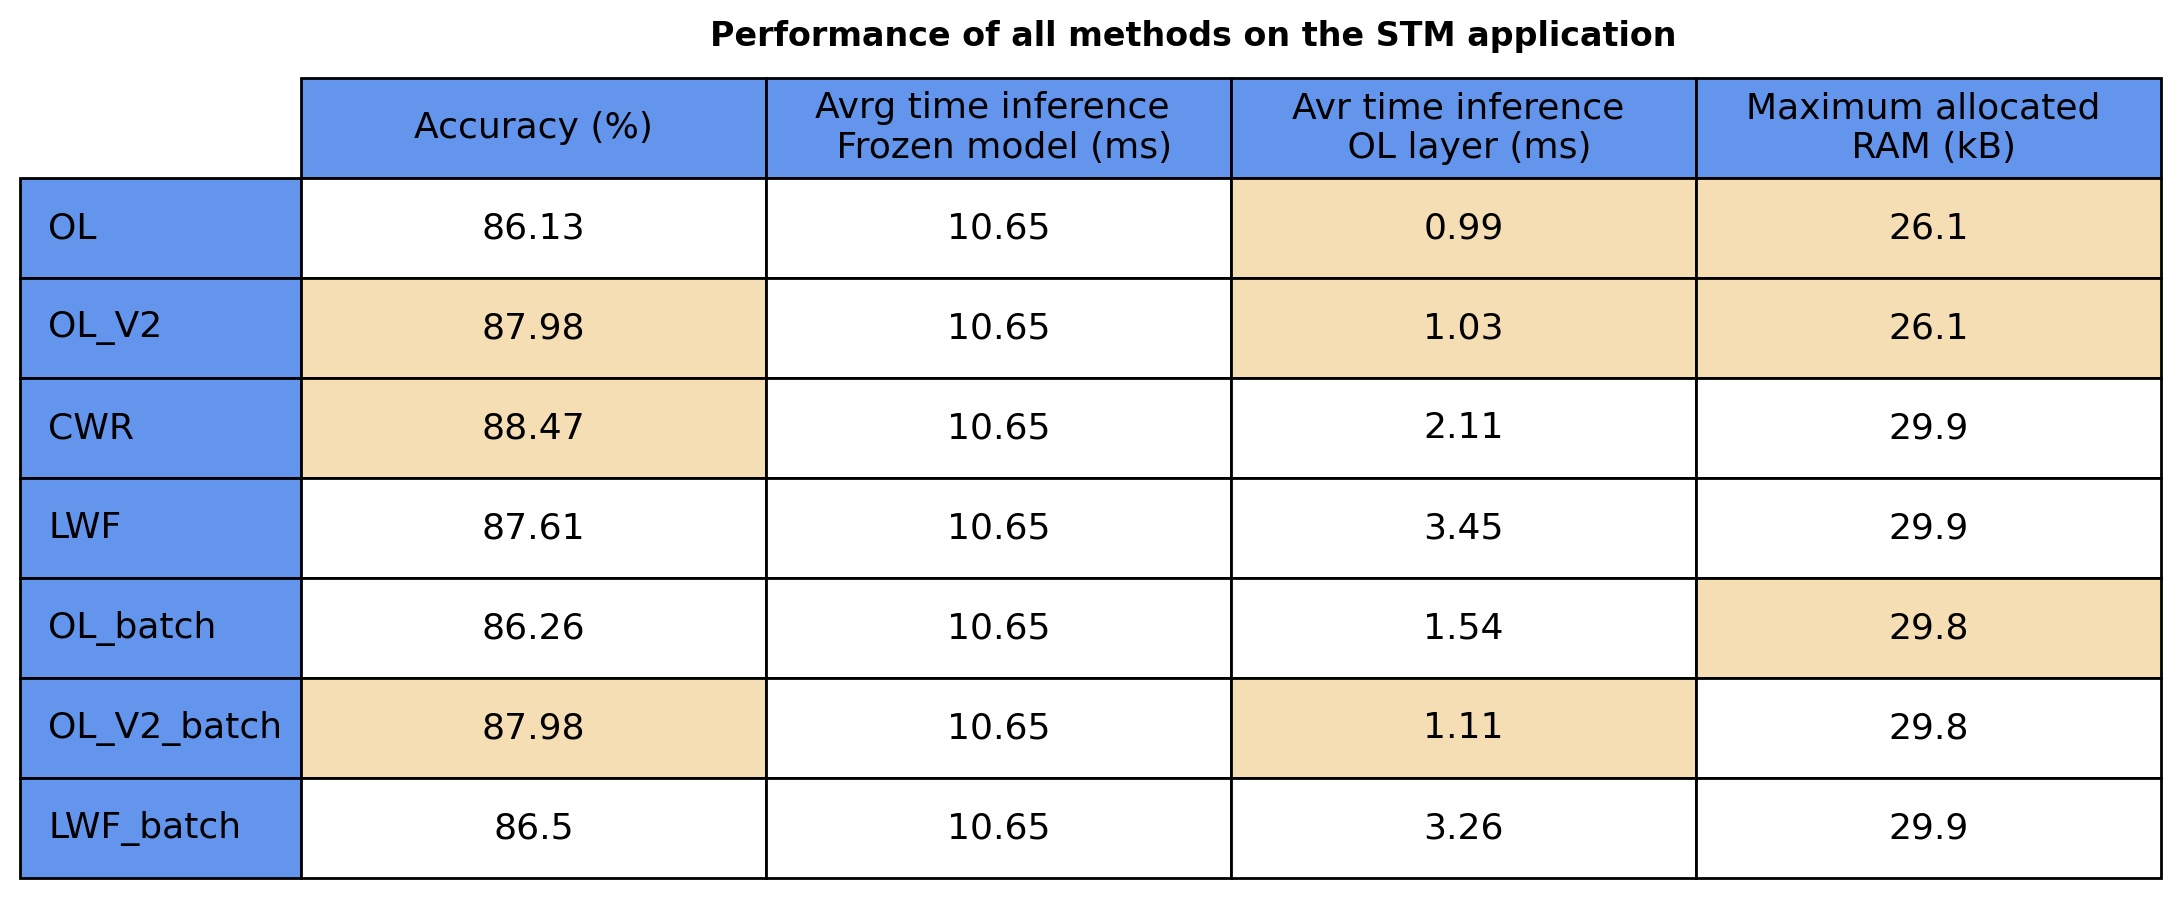 Performance of all methods on the STM application
Accuracy (%) Avrg time inference Frozen model (ms) Avr time inference OL layer (ms) Maximum allocated RAM (kB)
OL 86.13 10.65 0.99 26.1
OL_V2 87.98 10.65 1.03 26.1
CWR 88.47 10.65 2.11 29.9
LWF 87.61 10.65 3.45 29.9
OL_batch 86.26 10.65 1.54 29.8
OL_V2_batch 87.98 10.65 1.11 29.8
LWF_batch 86.5 10.65 3.26 29.9